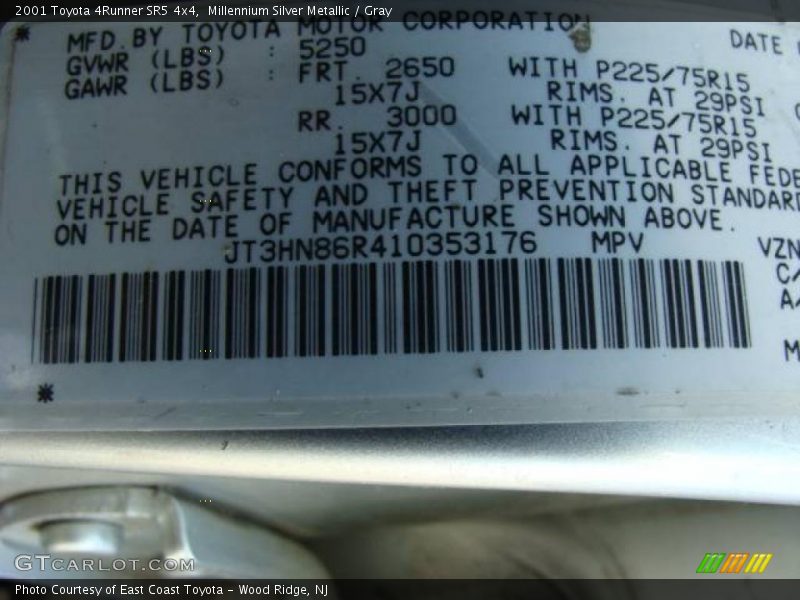 2001 Toyota 4Runner SR5 4x4, Millennium Silver Metallic / Gray
MFD. BY TOYOTA MOTOR CORPORATION DATE
GVWR (LBS) : 5250
GAWR (LBS) : FRT. 2650 WITH P225/75R15
15X7J RIMS. AT 29PSI
RR. 3000 WITH P225/75R15
15X7J RIMS. AT 29PSI
THIS VEHICLE CONFORMS TO ALL APPLICABLE FEDE
VEHICLE SAFETY AND THEFT PREVENTION STANDARD
ON THE DATE OF MANUFACTURE SHOWN ABOVE.
JT3HN86R410353176 MPV VZN
C/
A/
M
GTCARLOT.COM
Photo Courtesy of East Coast Toyota - Wood Ridge, NJ